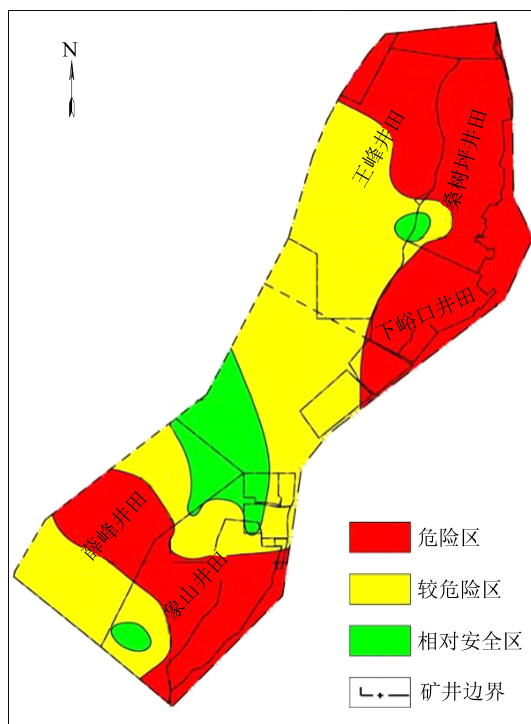 N
王峰井田
桑树坪井田
下峪口井田
薛峰井田
象山井田
危险区
较危险区
相对安全区
矿井边界